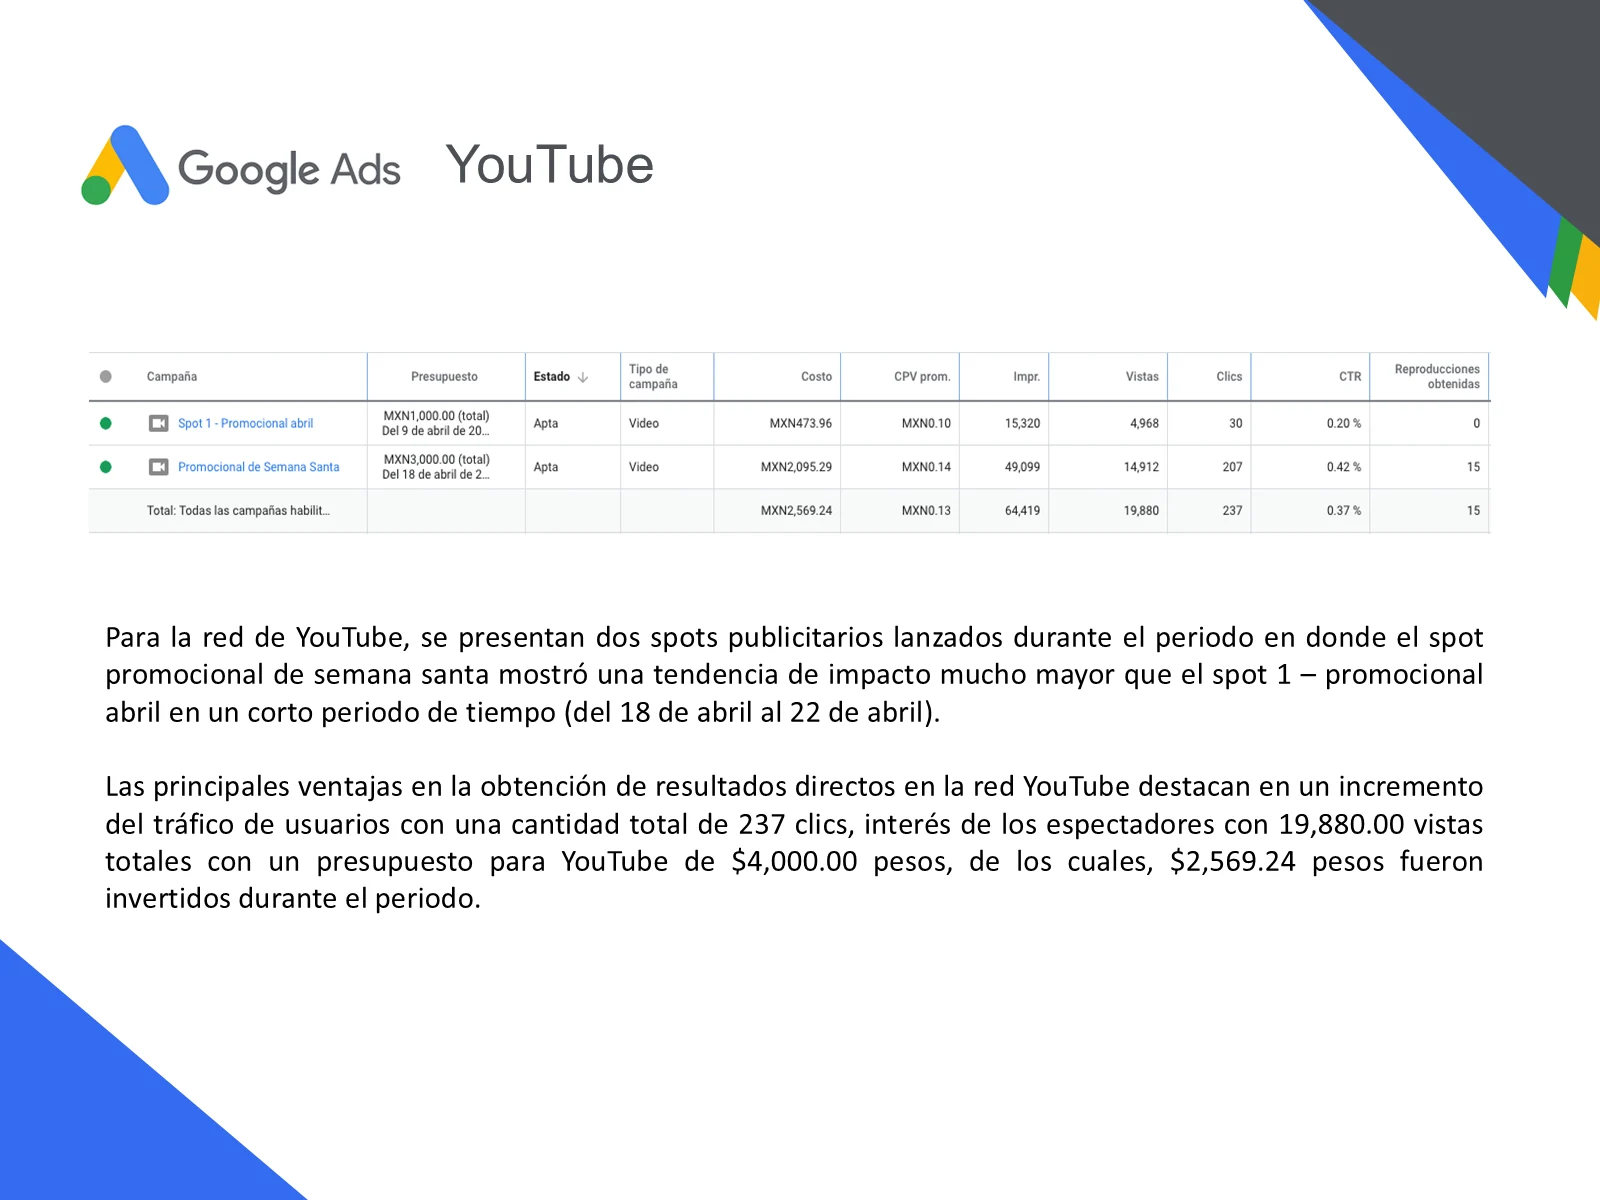 Google Ads YouTube
Campaña Presupuesto Estado Tipo de campaña Costo CPV prom. Impr. Vistas Clics CTR Reproducciones obtenidas
Spot 1 - Promocional abril MXN1,000.00 (total) Del 9 de abril de 20... Apta Video MXN473.96 MXN0.10 15,320 4,968 30 0.20 % 0
Promocional de Semana Santa MXN3,000.00 (total) Del 18 de abril de 2... Apta Video MXN2,095.29 MXN0.14 49,099 14,912 207 0.42 % 15
Total: Todas las campañas habilit... MXN2,569.24 MXN0.13 64,419 19,880 237 0.37 % 15
Para la red de YouTube, se presentan dos spots publicitarios lanzados durante el periodo en donde el spot
promocional de semana santa mostró una tendencia de impacto mucho mayor que el spot 1 – promocional
abril en un corto periodo de tiempo (del 18 de abril al 22 de abril).
Las principales ventajas en la obtención de resultados directos en la red YouTube destacan en un incremento
del tráfico de usuarios con una cantidad total de 237 clics, interés de los espectadores con 19,880.00 vistas
totales con un presupuesto para YouTube de $4,000.00 pesos, de los cuales, $2,569.24 pesos fueron
invertidos durante el periodo.